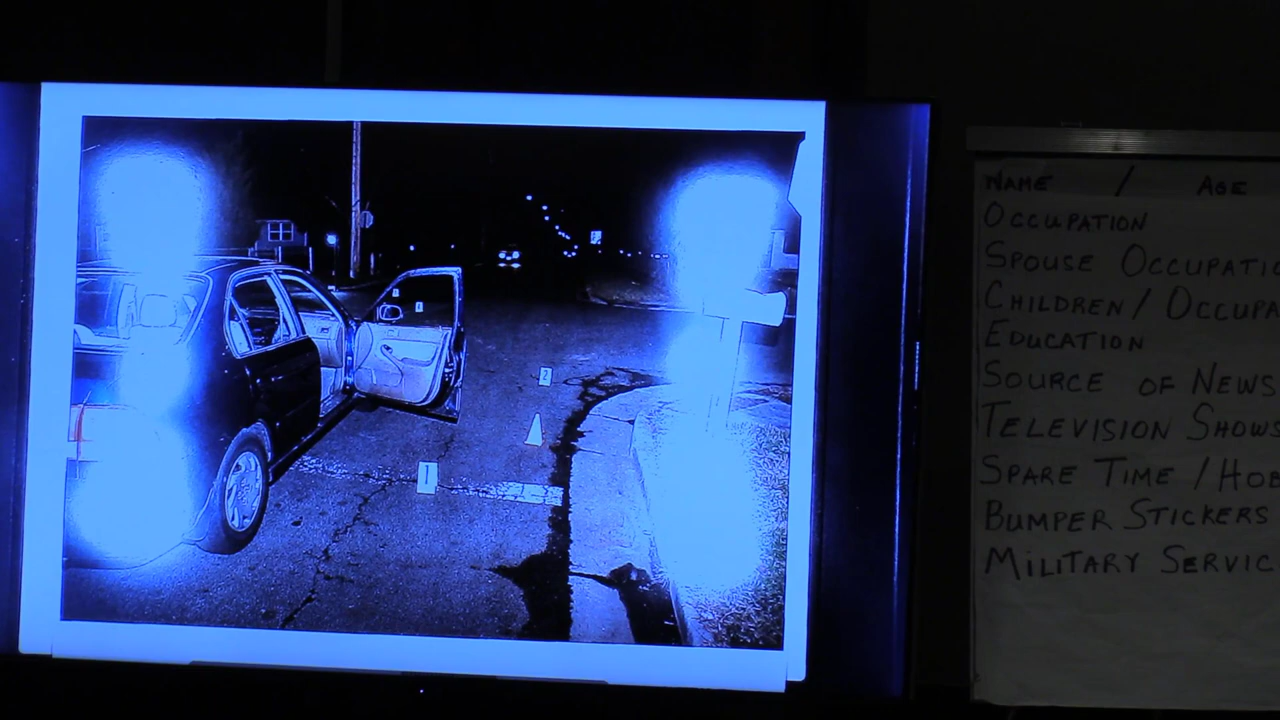 2
1
NAME / AGE
OCCUPATION
SPOUSE OCCUPATIO
CHILDREN / OCCUPA
EDUCATION
SOURCE OF NEWS
TELEVISION SHOWS
SPARE TIME / HOB
BUMPER STICKERS
MILITARY SERVIC